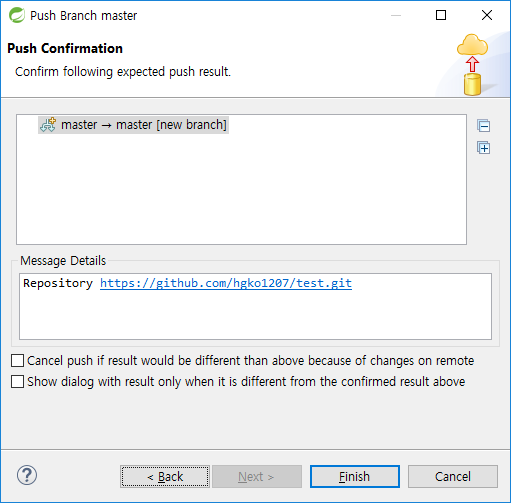 Push Branch master
Push Confirmation
Confirm following expected push result.
master → master [new branch]
Message Details
Repository https://github.com/hgko1207/test.git
Cancel push if result would be different than above because of changes on remote
Show dialog with result only when it is different from the confirmed result above
?
< Back
Next >
Finish
Cancel